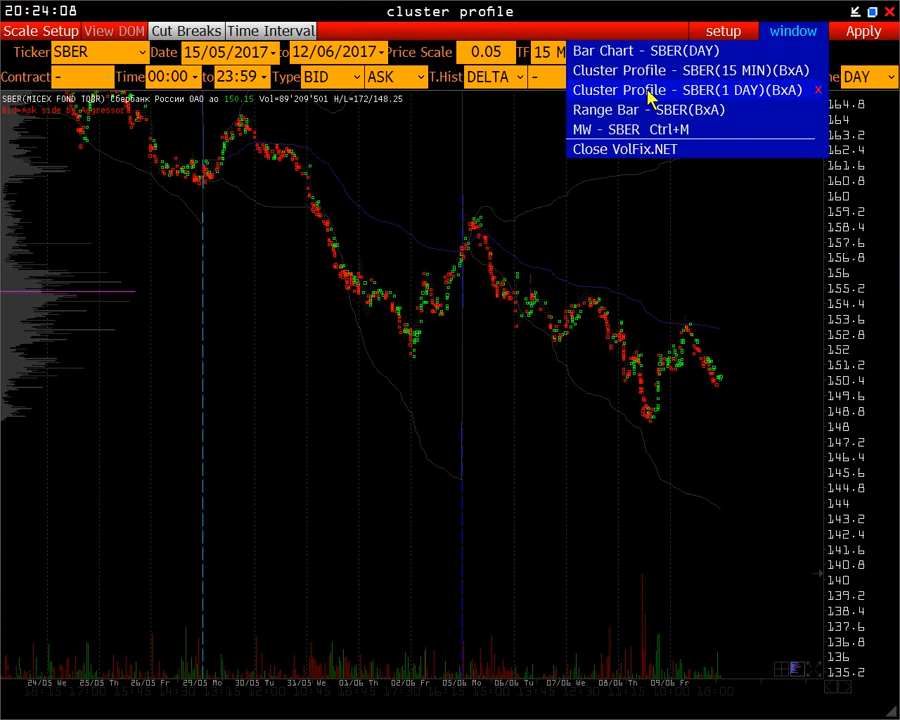 20:24:08 cluster profile
Scale Setup View DOM Cut Breaks Time Interval setup window Apply
Ticker SBER Date 15/05/2017 to 12/06/2017 Price Scale 0.05 TF 15 M
Contract - Time 00:00 to 23:59 Type BID ASK T.Hist DELTA - DAY
Bar Chart - SBER(DAY)
Cluster Profile - SBER(15 MIN)(BxA)
Cluster Profile - SBER(1 DAY)(BxA) x
Range Bar - SBER(BxA)
MW - SBER Ctrl+M
Close VolFix.NET
SBER(MICEX FOND TQBR) Сбербанк России ОАО ао 150.15 Vol=89'209'501 H/L=172/148.25
Bid-Ask side by Aggressor
164.8
164
163.2
162.4
161.6
160.8
160
159.2
158.4
157.6
156.8
156
155.2
154.4
153.6
152.8
152
151.2
150.4
149.6
148.8
148
147.2
146.4
145.6
144.8
144
143.2
142.4
141.6
140.8
140
139.2
138.4
137.6
136.8
136
135.2
24/05 We 25/05 Th 26/05 Fr 29/05 Mo 30/05 Tu 31/05 We 01/06 Th 02/06 Fr 05/06 Mo 06/06 Tu 07/06 We 08/06 Th 09/06 Fr